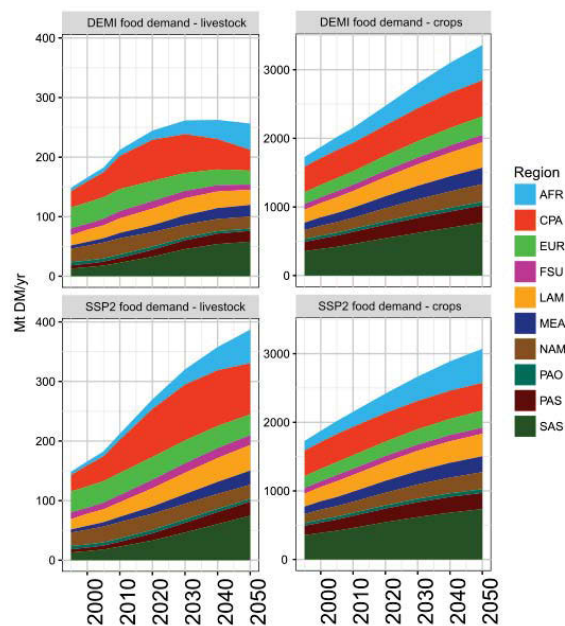 DEMI food demand - livestock
DEMI food demand - crops
400
300
200
100
0
3000
2000
1000
0
Mt DM/yr
SSP2 food demand - livestock
SSP2 food demand - crops
400
300
200
100
0
3000
2000
1000
0
2000
2010
2020
2030
2040
2050
2000
2010
2020
2030
2040
2050
Region
AFR
CPA
EUR
FSU
LAM
MEA
NAM
PAO
PAS
SAS